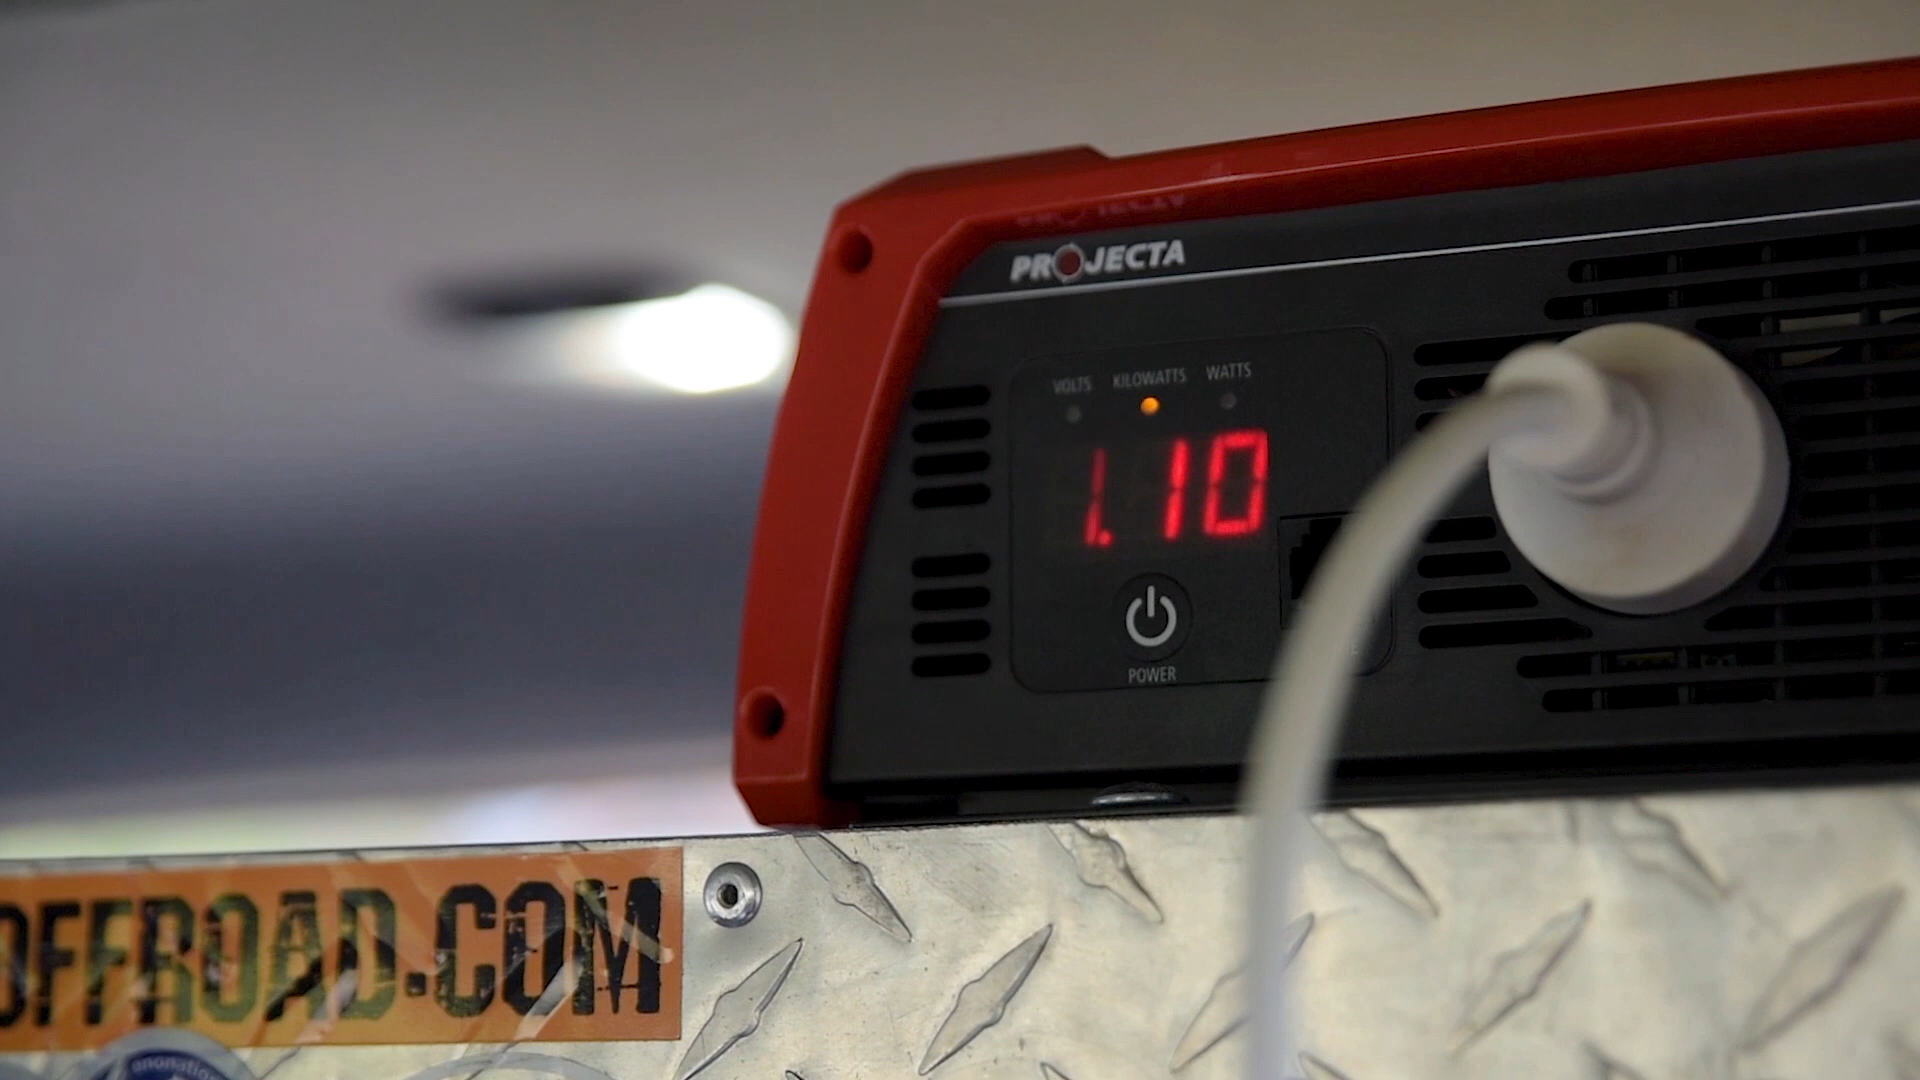 PROJECTA
VOLTS KILOWATTS WATTS
1.10
POWER
OFFROAD.COM